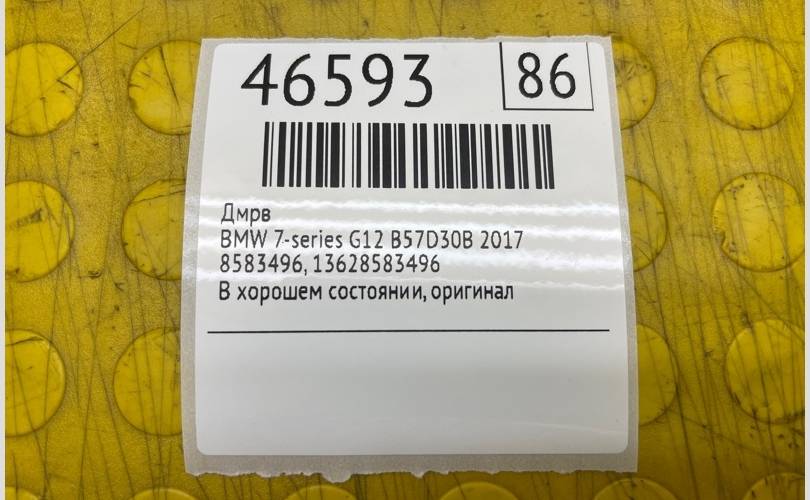 46593
86
Дмрв
BMW 7-series G12 B57D30B 2017
8583496, 13628583496
В хорошем состоянии, оригинал